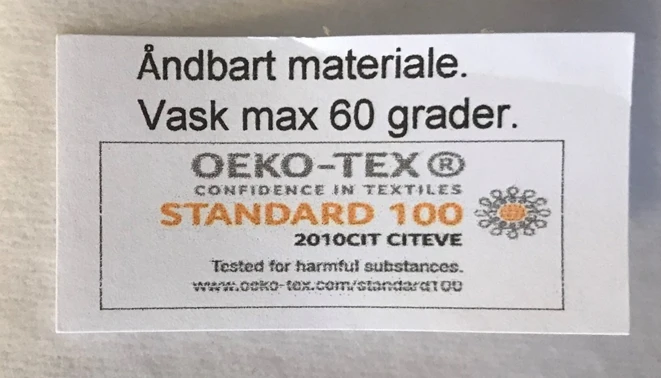 Åndbart materiale.
Vask max 60 grader.
OEKO-TEX®
CONFIDENCE IN TEXTILES
STANDARD 100
2010CIT CITEVE
Tested for harmful substances.
www.oeko-tex.com/standard100